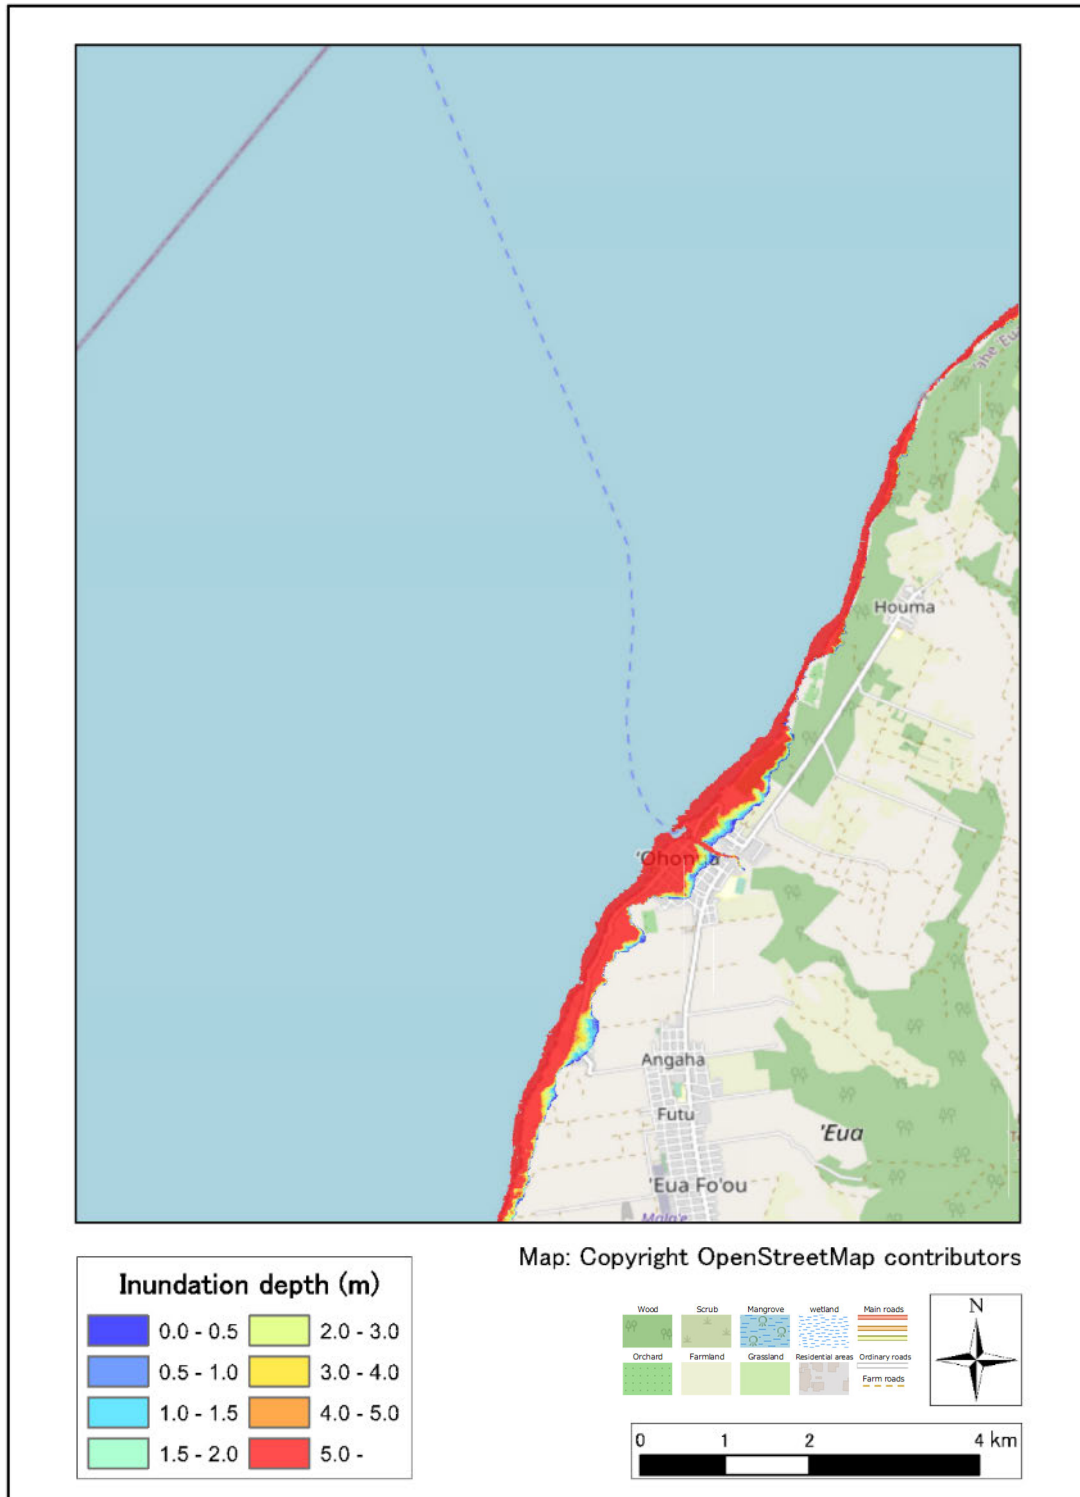 Houma
'Ohonua
Angaha
Futu
'Eua
'Eua Fo'ou
Mala'e
Map: Copyright OpenStreetMap contributors
Inundation depth (m)
0.0 - 0.5
2.0 - 3.0
0.5 - 1.0
3.0 - 4.0
1.0 - 1.5
4.0 - 5.0
1.5 - 2.0
5.0 -
Wood Scrub Mangrove wetland Main roads
Orchard Farmland Grassland Residential areas Ordinary roads
Farm roads
N
0 1 2 4 km